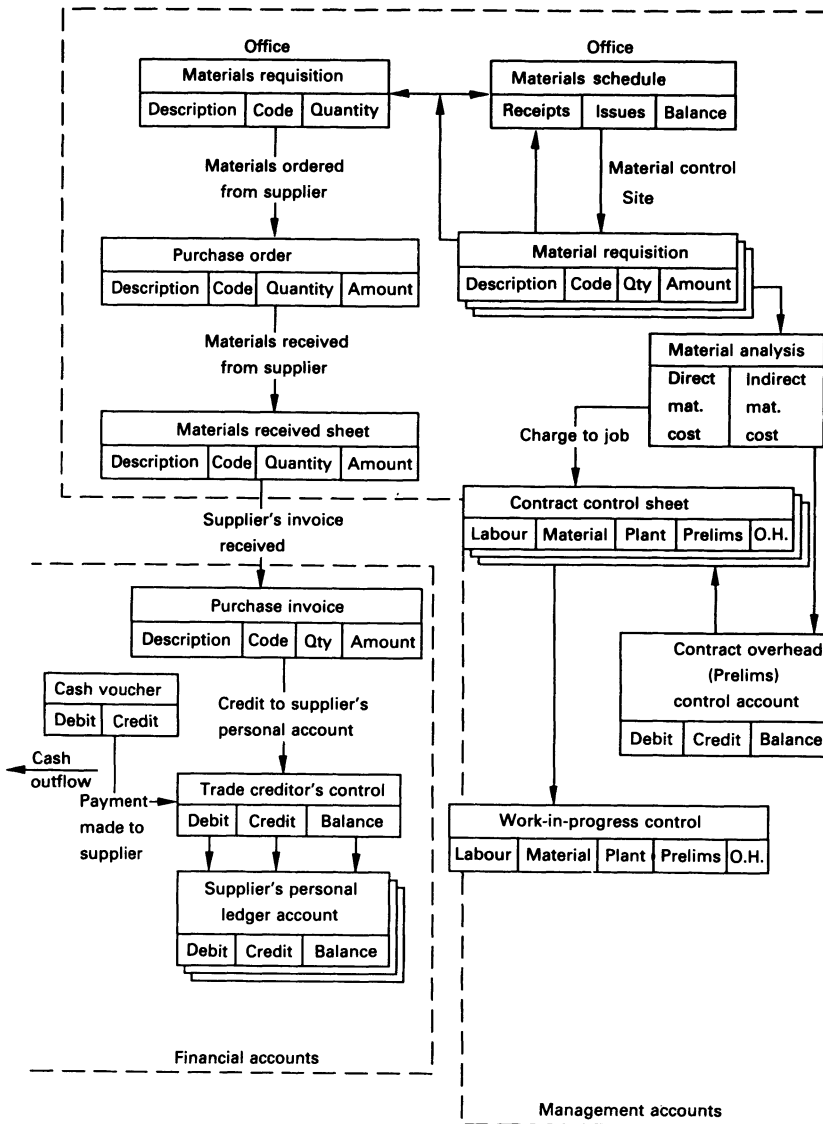 Office
Materials requisition
Description Code Quantity
Materials ordered
from supplier
Purchase order
Description Code Quantity Amount
Materials received
from supplier
Materials received sheet
Description Code Quantity Amount
Supplier's invoice
received
Office
Materials schedule
Receipts Issues Balance
Material control
Site
Material requisition
Description Code Qty Amount
Material analysis
Direct Indirect
mat. mat.
cost cost
Charge to job
Contract control sheet
Labour Material Plant Prelims O.H.
Contract overhead
(Prelims)
control account
Debit Credit Balance
Work-in-progress control
Labour Material Plant Prelims O.H.
Purchase invoice
Description Code Qty Amount
Credit to supplier's
personal account
Cash voucher
Debit Credit
Cash
outflow
Payment
made to
supplier
Trade creditor's control
Debit Credit Balance
Supplier's personal
ledger account
Debit Credit Balance
Financial accounts
Management accounts